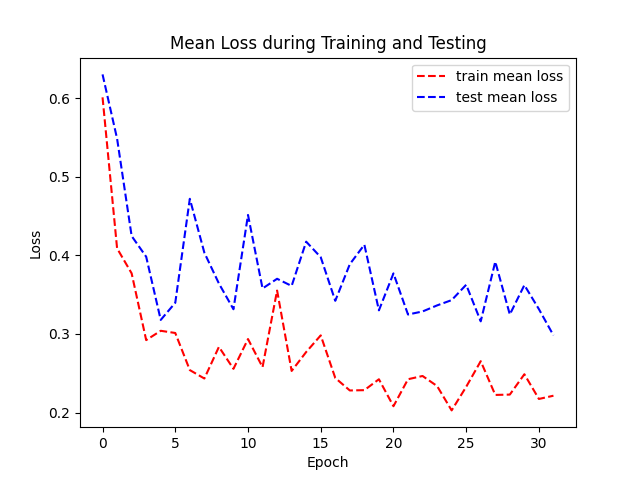 Mean Loss during Training and Testing
train mean loss
test mean loss
0.6
0.5
0.4
0.3
0.2
Loss
0 5 10 15 20 25 30
Epoch